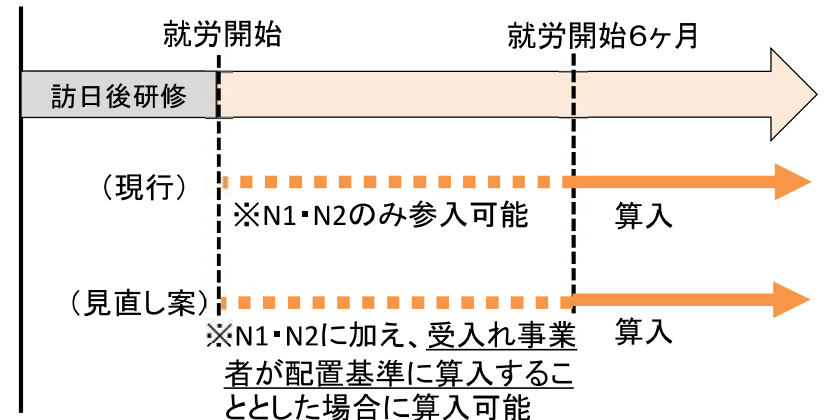 就労開始
就労開始6ヶ月
訪日後研修
（現行）
※N1・N2のみ参入可能
算入
（見直し案）
※N1・N2に加え、受入れ事業
者が配置基準に算入するこ
ととした場合に算入可能
算入